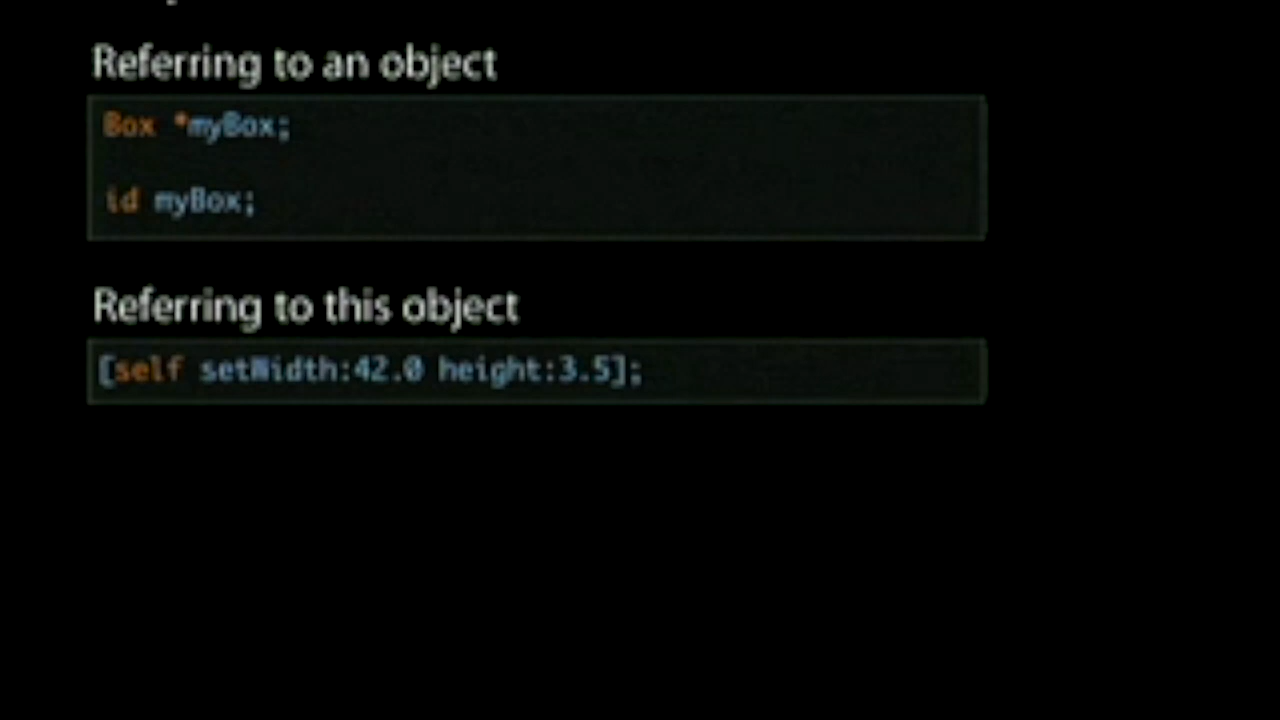 Referring to an object
Box *myBox;
id myBox;
Referring to this object
[self setWidth:42.0 height:3.5];